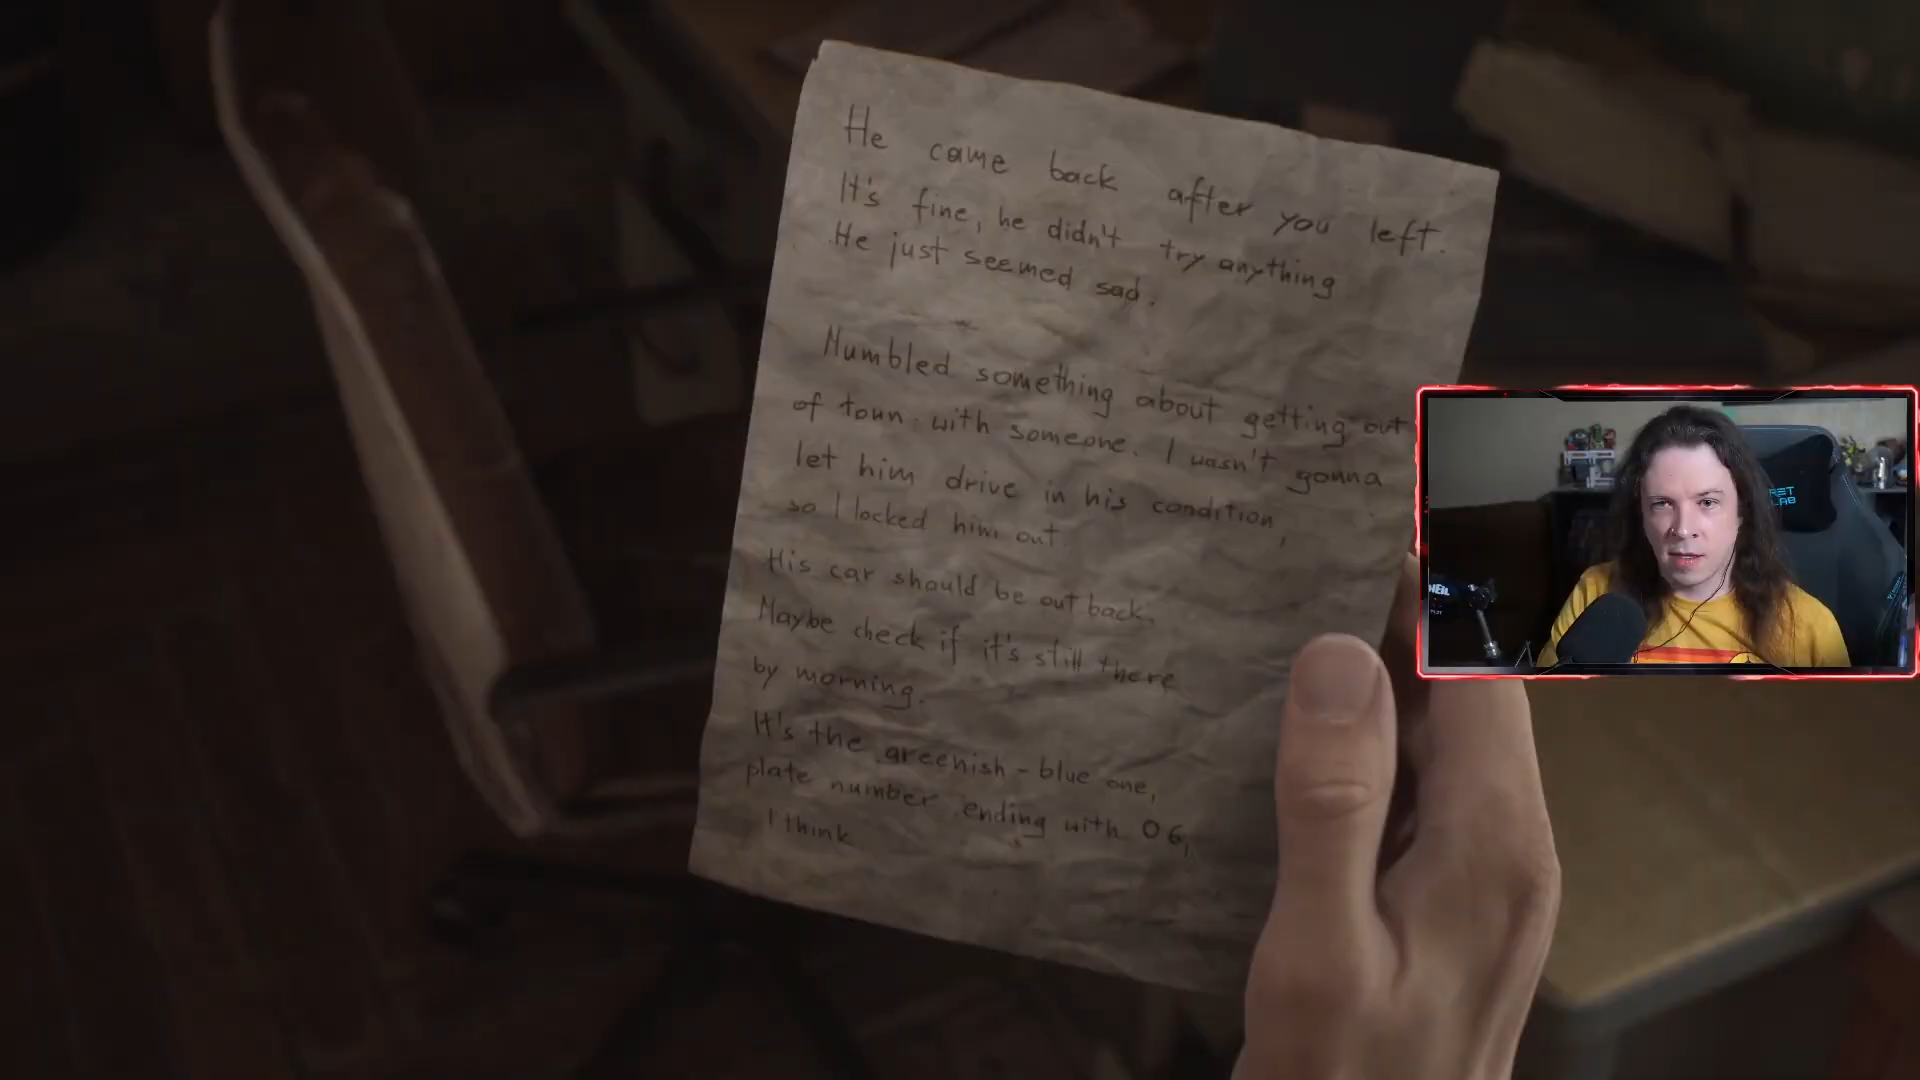 He came back after you left.
It's fine, he didn't try anything
He just seemed sad.
Mumbled something about getting out
of town with someone. I wasn't gonna
let him drive in his condition,
so I locked him out.
His car should be out back.
Maybe check if it's still there
by morning.
It's the greenish-blue one,
plate number ending with 06,
I think